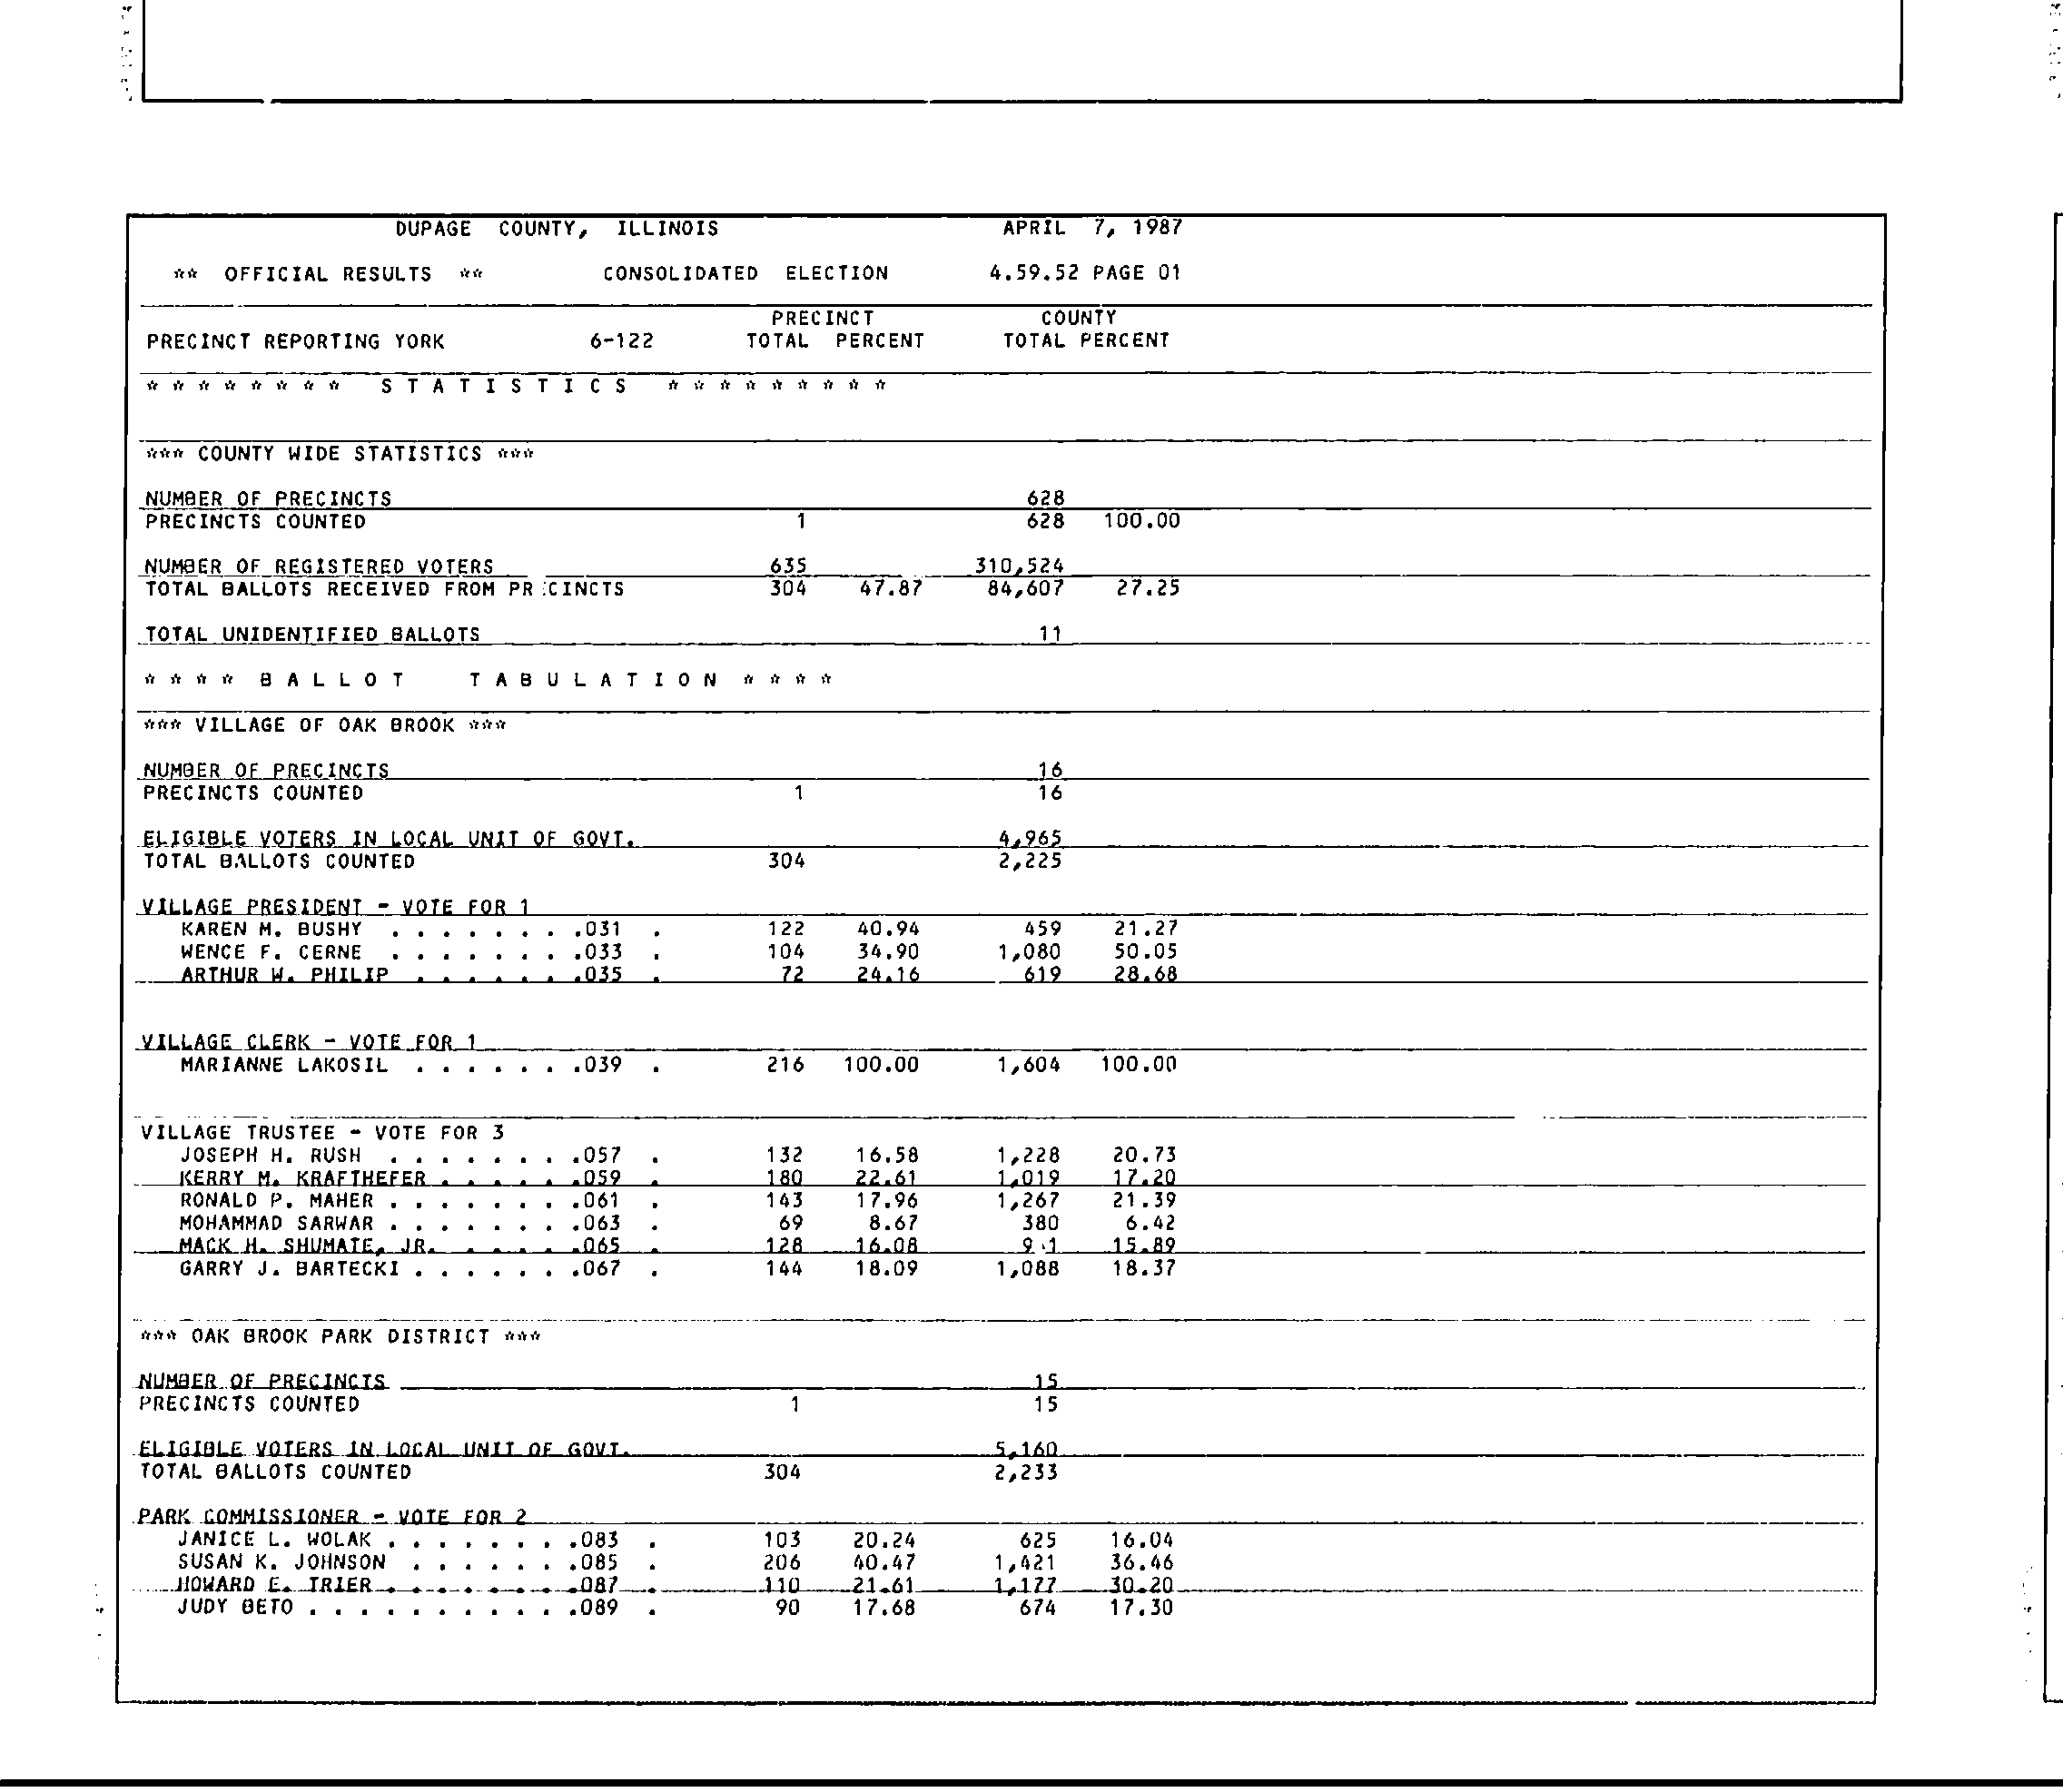 DUPAGE COUNTY, ILLINOIS APRIL 7, 1987
** OFFICIAL RESULTS ** CONSOLIDATED ELECTION 4.59.52 PAGE 01
PRECINCT COUNTY
PRECINCT REPORTING YORK 6-122 TOTAL PERCENT TOTAL PERCENT
* * * * * * * * S T A T I S T I C S * * * * * * * * *
*** COUNTY WIDE STATISTICS ***
NUMBER OF PRECINCTS 628
PRECINCTS COUNTED 1 628 100.00
NUMBER OF REGISTERED VOTERS 635 310,524
TOTAL BALLOTS RECEIVED FROM PR CINCTS 304 47.87 84,607 27.25
TOTAL UNIDENTIFIED BALLOTS 11
* * * * B A L L O T T A B U L A T I O N * * * *
*** VILLAGE OF OAK BROOK ***
NUMBER OF PRECINCTS 16
PRECINCTS COUNTED 1 16
ELIGIBLE VOTERS IN LOCAL UNIT OF GOVT. 4,965
TOTAL BALLOTS COUNTED 304 2,225
VILLAGE PRESIDENT - VOTE FOR 1
KAREN M. BUSHY . . . . . . . .031 . 122 40.94 459 21.27
WENCE F. CERNE . . . . . . . .033 . 104 34.90 1,080 50.05
ARTHUR W. PHILIP . . . . . . .035 . 72 24.16 619 28.68
VILLAGE CLERK - VOTE FOR 1
MARIANNE LAKOSIL . . . . . . .039 . 216 100.00 1,604 100.00
VILLAGE TRUSTEE - VOTE FOR 3
JOSEPH H. RUSH . . . . . . . .057 . 132 16.58 1,228 20.73
KERRY M. KRAFTHEFER . . . . . .059 . 180 22.61 1,019 17.20
RONALD P. MAHER . . . . . . . .061 . 143 17.96 1,267 21.39
MOHAMMAD SARWAR . . . . . . . .063 . 69 8.67 380 6.42
MACK H. SHUMATE, JR. . . . . . .065 . 128 16.08 15.89
GARRY J. BARTECKI . . . . . . .067 . 144 18.09 1,088 18.37
*** OAK BROOK PARK DISTRICT ***
NUMBER OF PRECINCTS 15
PRECINCTS COUNTED 1 15
ELIGIBLE VOTERS IN LOCAL UNIT OF GOVT. 5,160
TOTAL BALLOTS COUNTED 304 2,233
PARK COMMISSIONER - VOTE FOR 2
JANICE L. WOLAK . . . . . . . .083 . 103 20.24 625 16.04
SUSAN K. JOHNSON . . . . . . .085 . 206 40.47 1,421 36.46
HOWARD E. TRIER . . . . . . . .087 . 110 21.61 1,177 30.20
JUDY BETO . . . . . . . . . . .089 . 90 17.68 674 17.30